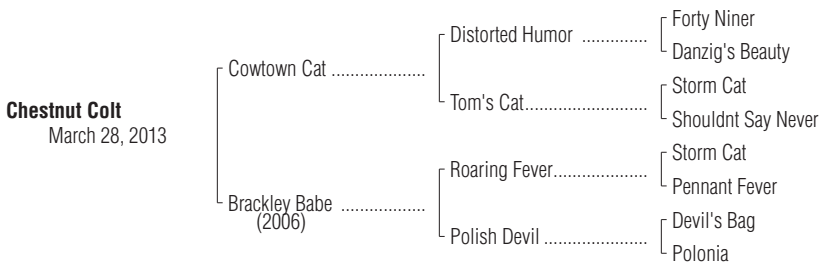 Forty Niner
Distorted Humor ..............
Danzig's Beauty
Cowtown Cat ....................
Storm Cat
Tom's Cat..........................
Shouldnt Say Never
Chestnut Colt
March 28, 2013
Storm Cat
Roaring Fever....................
Pennant Fever
Brackley Babe ..................
(2006)
Devil's Bag
Polish Devil ......................
Polonia